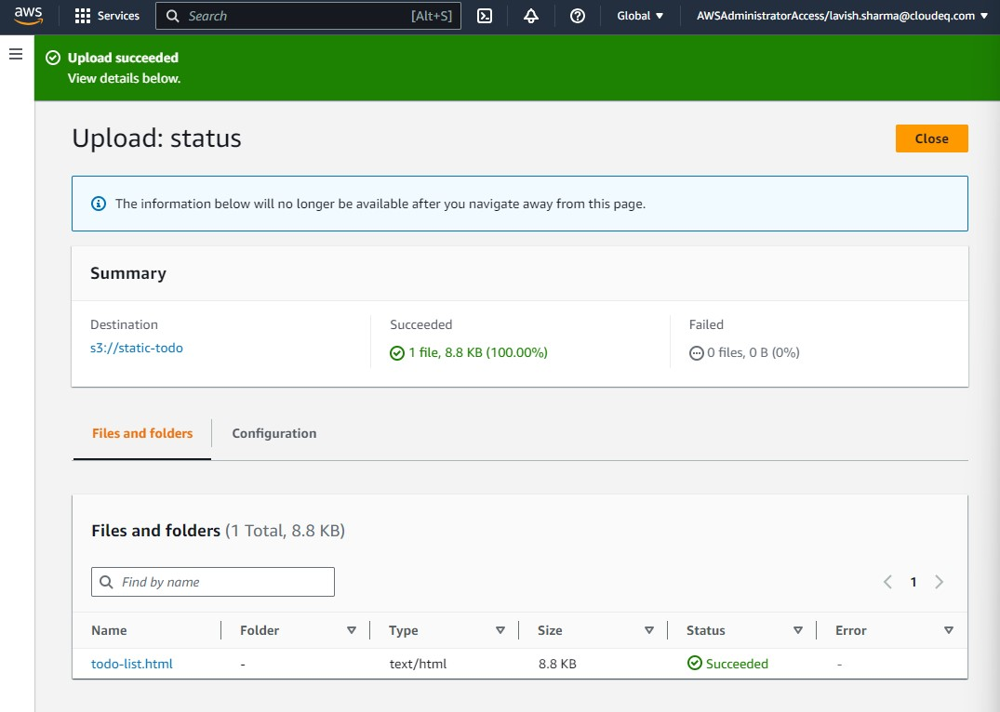 aws Services Search [Alt+S] Global ▼ AWSAdministratorAccess/lavish.sharma@cloudeq.com ▼
Upload succeeded
View details below.
Upload: status
Close
The information below will no longer be available after you navigate away from this page.
Summary
Destination
s3://static-todo
Succeeded
1 file, 8.8 KB (100.00%)
Failed
0 files, 0 B (0%)
Files and folders Configuration
Files and folders (1 Total, 8.8 KB)
Find by name
1
Name Folder Type Size Status Error
todo-list.html - text/html 8.8 KB Succeeded -